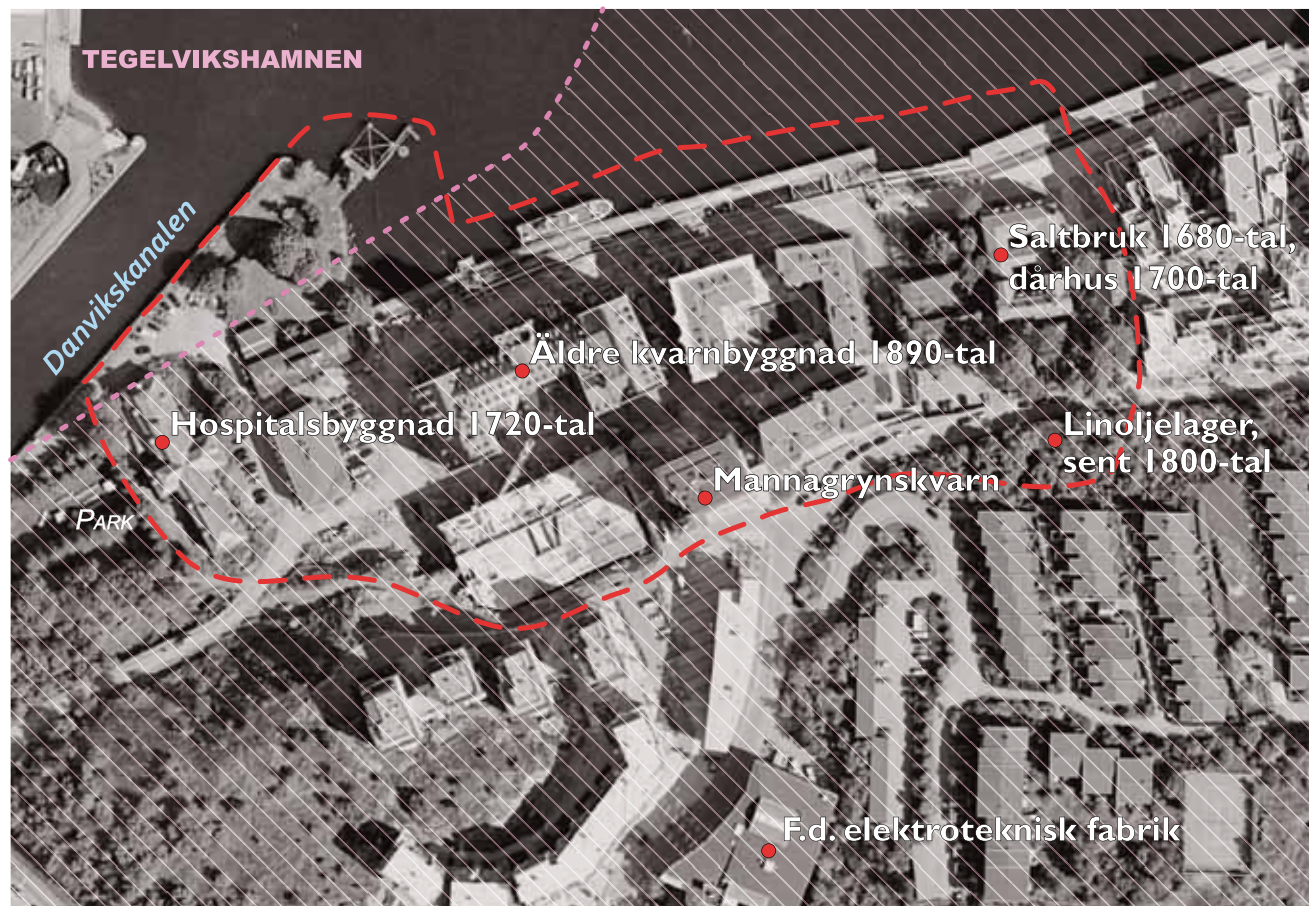 TEGELVIKSHAMNEN
Danvikskanalen
Saltbruk 1680-tal,
dårhus 1700-tal
Äldre kvarnbyggnad 1890-tal
Hospitalsbyggnad 1720-tal
Linoljelager,
sent 1800-tal
Mannagrynskvarn
PARK
F.d. elektroteknisk fabrik